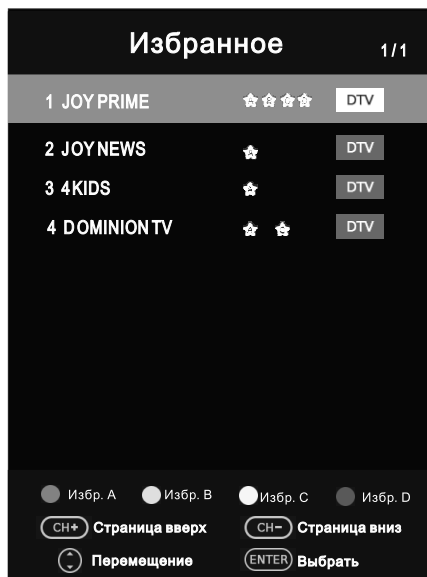 Избранное 1/1
1 JOY PRIME DTV
2 JOY NEWS DTV
3 4KIDS DTV
4 DOMINION TV DTV
Избр. A Избр. B Избр. C Избр. D
CH+ Страница вверх CH− Страница вниз
Перемещение ENTER Выбрать